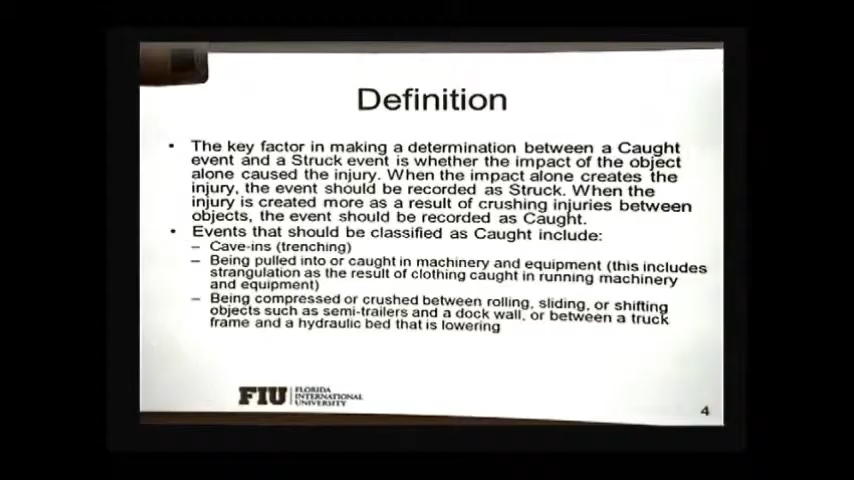 Definition
• The key factor in making a determination between a Caught
event and a Struck event is whether the impact of the object
alone caused the injury. When the impact alone creates the
injury, the event should be recorded as Struck. When the
injury is created more as a result of crushing injuries between
objects, the event should be recorded as Caught.
• Events that should be classified as Caught include:
– Cave-ins (trenching)
– Being pulled into or caught in machinery and equipment (this includes
strangulation as the result of clothing caught in running machinery
and equipment)
– Being compressed or crushed between rolling, sliding, or shifting
objects such as semi-trailers and a dock wall, or between a truck
frame and a hydraulic bed that is lowering
FIU
FLORIDA
INTERNATIONAL
UNIVERSITY
4